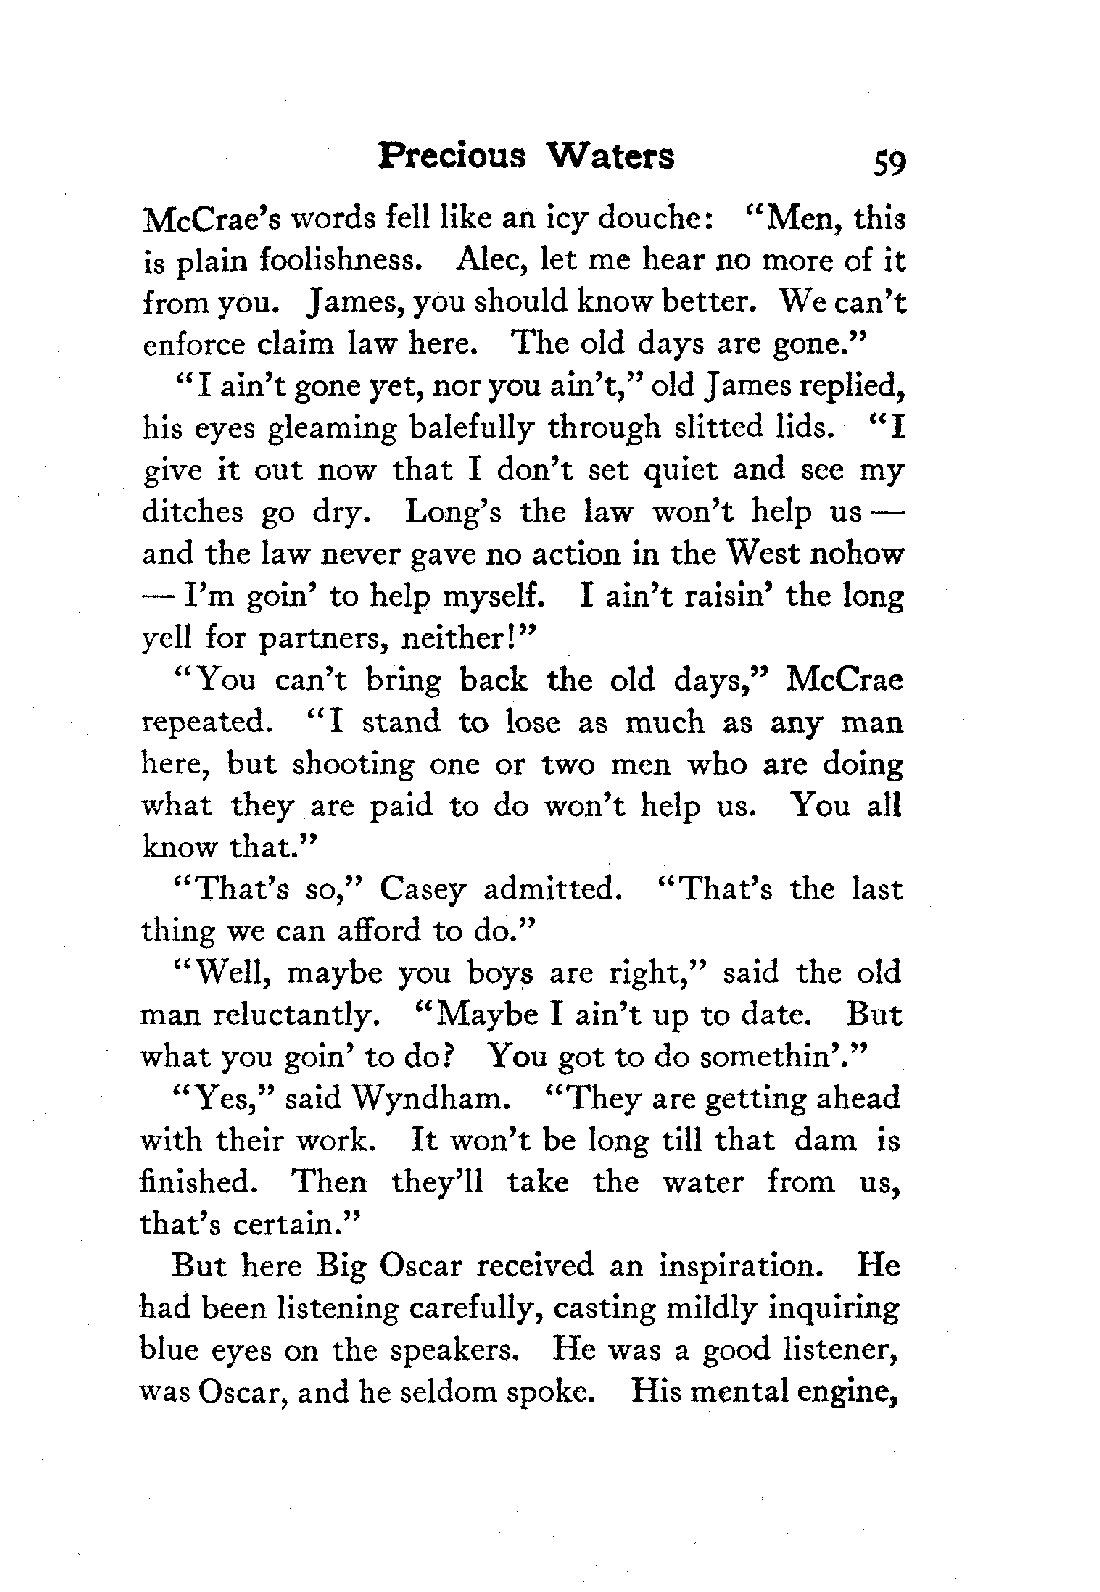 Precious Waters 59
McCrae's words fell like an icy douche: "Men, this
is plain foolishness. Alec, let me hear no more of it
from you. James, you should know better. We can't
enforce claim law here. The old days are gone."
"I ain't gone yet, nor you ain't," old James replied,
his eyes gleaming balefully through slitted lids. "I
give it out now that I don't set quiet and see my
ditches go dry. Long's the law won't help us —
and the law never gave no action in the West nohow
— I'm goin' to help myself. I ain't raisin' the long
yell for partners, neither!"
"You can't bring back the old days," McCrae
repeated. "I stand to lose as much as any man
here, but shooting one or two men who are doing
what they are paid to do won't help us. You all
know that."
"That's so," Casey admitted. "That's the last
thing we can afford to do."
"Well, maybe you boys are right," said the old
man reluctantly. "Maybe I ain't up to date. But
what you goin' to do? You got to do somethin'."
"Yes," said Wyndham. "They are getting ahead
with their work. It won't be long till that dam is
finished. Then they'll take the water from us,
that's certain."
But here Big Oscar received an inspiration. He
had been listening carefully, casting mildly inquiring
blue eyes on the speakers. He was a good listener,
was Oscar, and he seldom spoke. His mental engine,